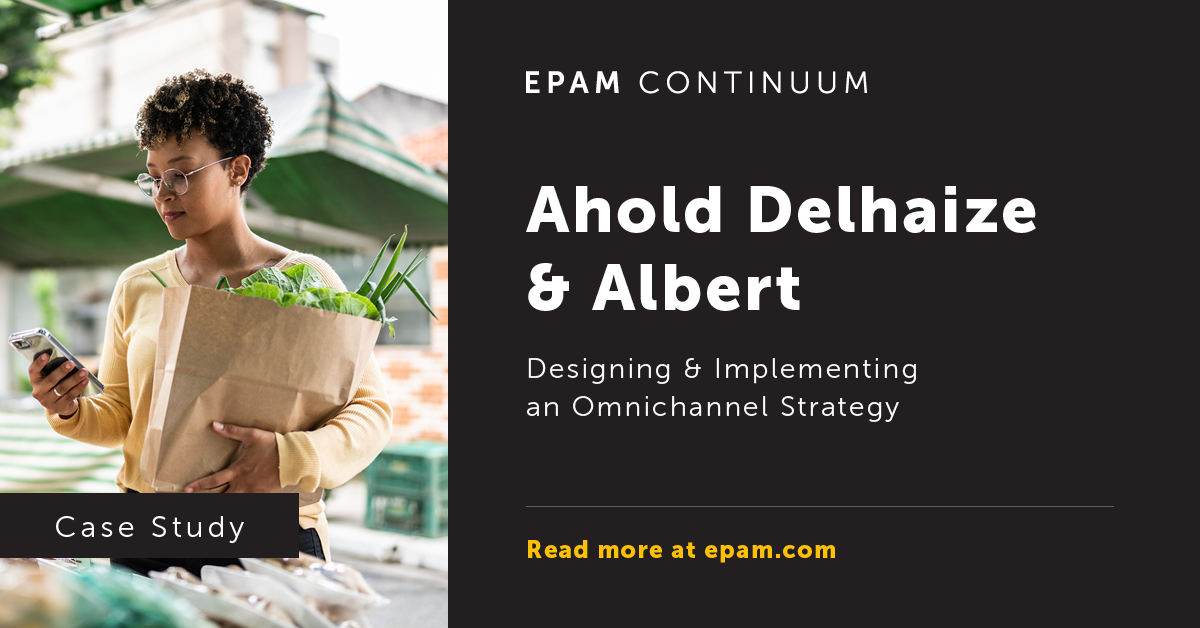 EPAM CONTINUUM
Ahold Delhaize
& Albert
Designing & Implementing
an Omnichannel Strategy
Case Study
Read more at epam.com